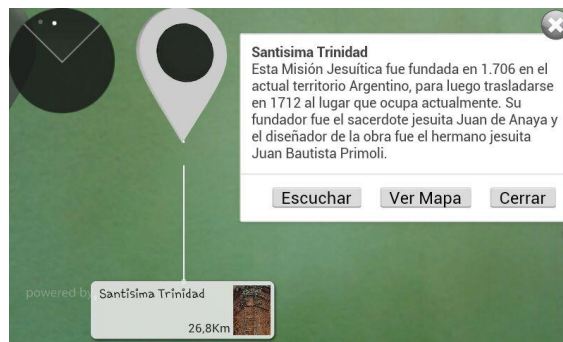 Santisima Trinidad
Esta Misión Jesuítica fue fundada en 1.706 en el
actual territorio Argentino, para luego trasladarse
en 1712 al lugar que ocupa actualmente. Su
fundador fue el sacerdote jesuita Juan de Anaya y
el diseñador de la obra fue el hermano jesuita
Juan Bautista Primoli.
Escuchar Ver Mapa Cerrar
powered by
Santisima Trinidad
26,8Km